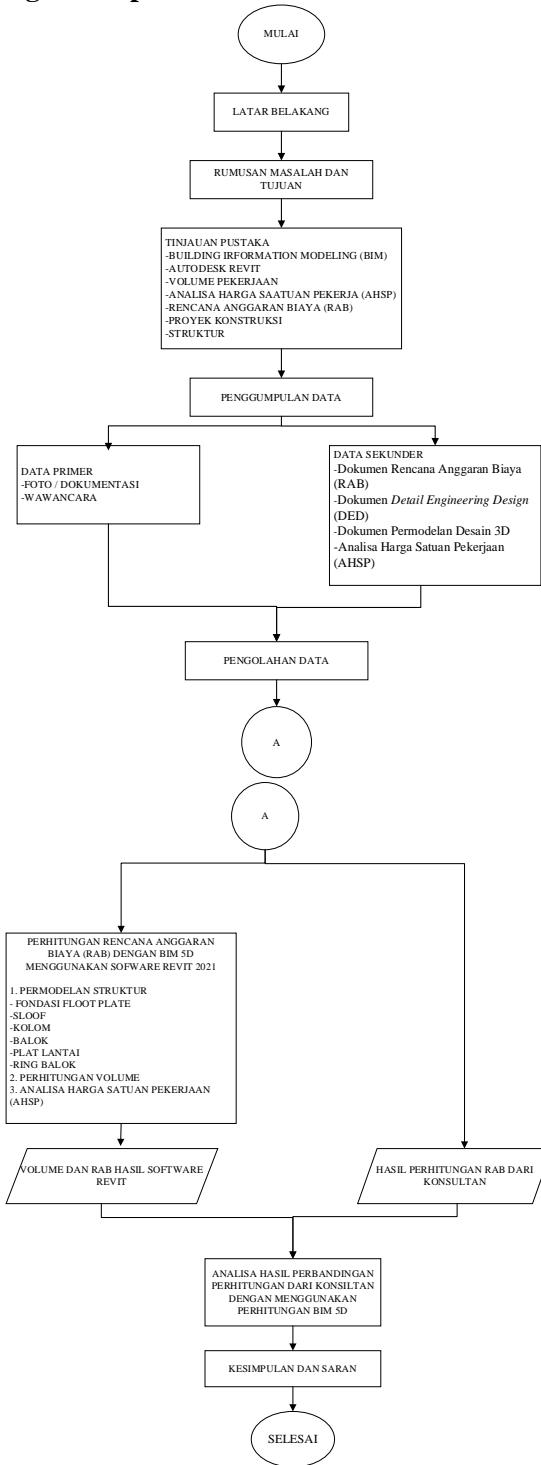 MULAI
LATAR BELAKANG
RUMUSAN MASALAH DAN
TUJUAN
TINJAUAN PUSTAKA
-BUILDING IRFORMATION MODELING (BIM)
-AUTODESK REVIT
-VOLUME PEKERJAAN
-ANALISA HARGA SAATUAN PEKERJA (AHSP)
-RENCANA ANGGARAN BIAYA (RAB)
-PROYEK KONSTRUKSI
-STRUKTUR
PENGGUMPULAN DATA
DATA PRIMER
-FOTO / DOKUMENTASI
-WAWANCARA
DATA SEKUNDER
-Dokumen Rencana Anggaran Biaya
(RAB)
-Dokumen Detail Engineering Design
(DED)
-Dokumen Permodelan Desain 3D
-Analisa Harga Satuan Pekerjaan
(AHSP)
PENGOLAHAN DATA
A
A
PERHITUNGAN RENCANA ANGGARAN
BIAYA (RAB) DENGAN BIM 5D
MENGGUNAKAN SOFWARE REVIT 2021
1. PERMODELAN STRUKTUR
- FONDASI FLOOT PLATE
-SLOOF
-KOLOM
-BALOK
-PLAT LANTAI
-RING BALOK
2. PERHITUNGAN VOLUME
3. ANALISA HARGA SATUAN PEKERJAAN
(AHSP)
VOLUME DAN RAB HASIL SOFTWARE
REVIT
HASIL PERHITUNGAN RAB DARI
KONSULTAN
ANALISA HASIL PERBANDINGAN
PERHITUNGAN DARI KONSILTAN
DENGAN MENGGUNAKAN
PERHITUNGAN BIM 5D
KESIMPULAN DAN SARAN
SELESAI